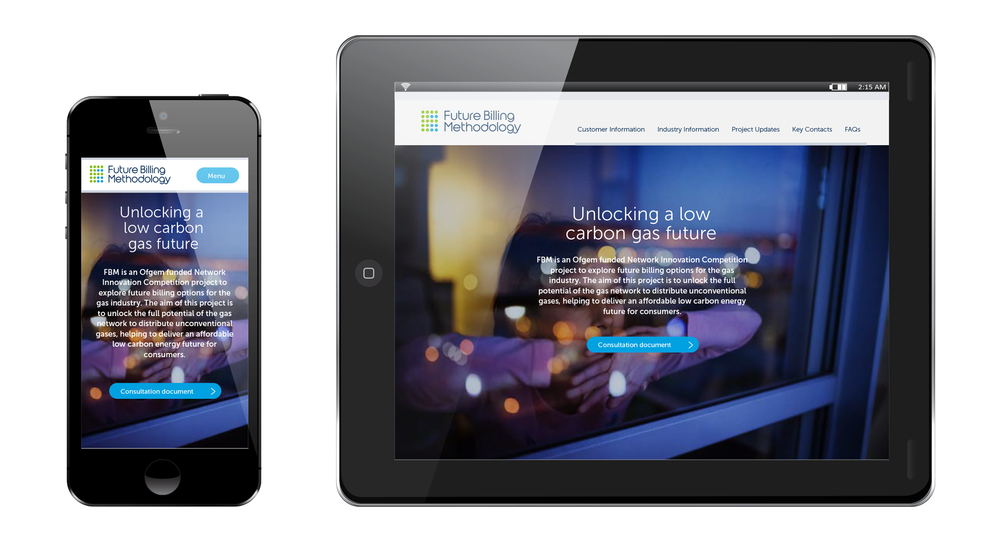 Future Billing
Methodology
Menu
Unlocking a
low carbon
gas future
FBM is an Ofgem funded Network
Innovation Competition project to
explore future billing options for the
gas industry. The aim of this project is
to unlock the full potential of the gas
network to distribute unconventional
gases, helping to deliver an affordable
low carbon energy future for
consumers.
Consultation document
2:15 AM
Future Billing
Methodology
Customer Information Industry Information Project Updates Key Contacts FAQs
Unlocking a low
carbon gas future
FBM is an Ofgem funded Network Innovation Competition
project to explore future billing options for the gas
industry. The aim of this project is to unlock the full
potential of the gas network to distribute unconventional
gases, helping to deliver an affordable low carbon energy
future for consumers.
Consultation document